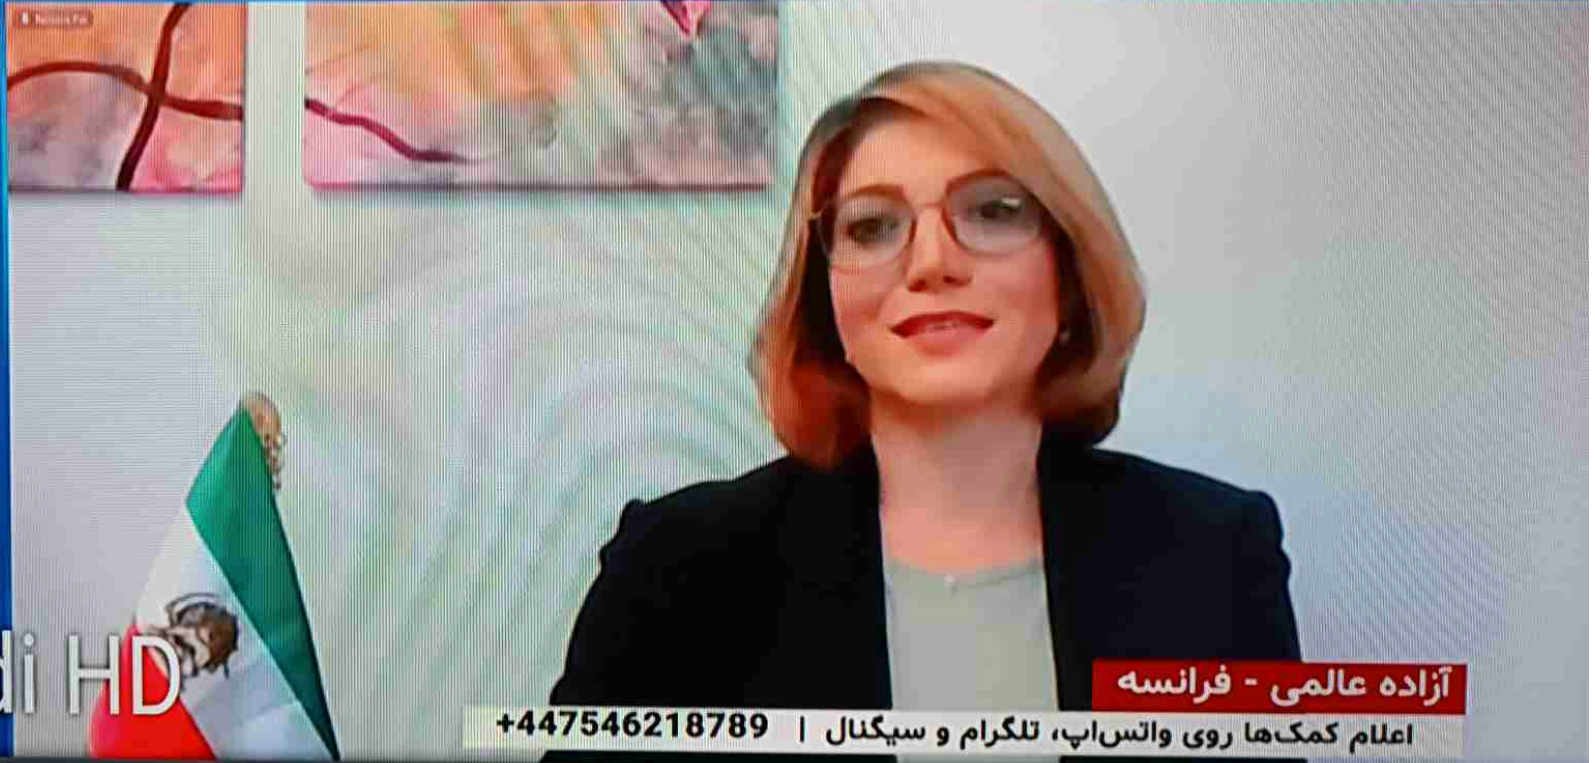 di HD
آزاده عالمی - فرانسه
اعلام کمک‌ها روی واتس‌اپ، تلگرام و سیگنال | +447546218789